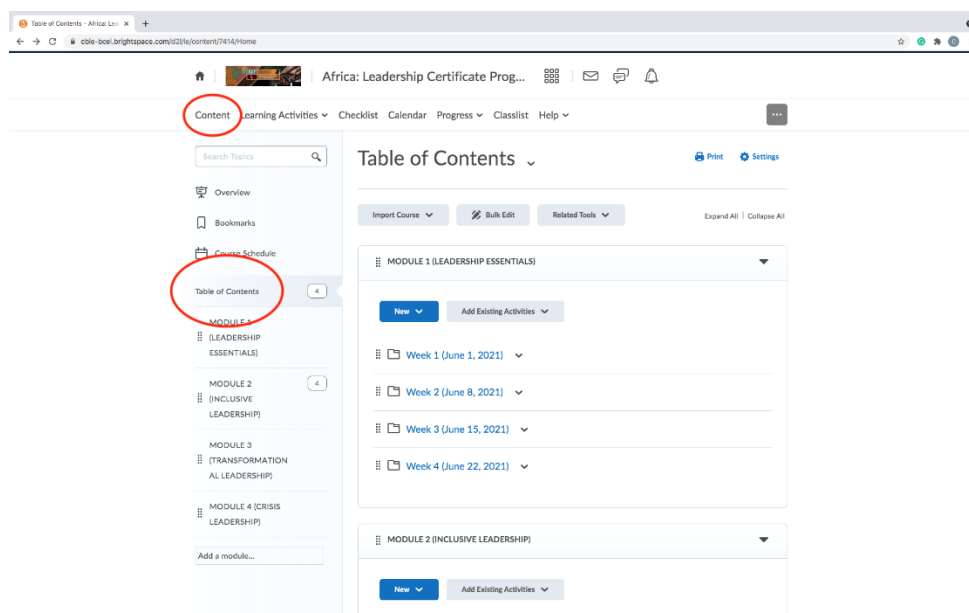 Table of Contents - Africa: Lea
cble-boei.brightspace.com/d2l/le/content/7414/Home
Africa: Leadership Certificate Prog...
Content Learning Activities Checklist Calendar Progress Classlist Help
Search Topics
Overview
Bookmarks
Course Schedule
Table of Contents 4
MODULE 1
(LEADERSHIP
ESSENTIALS)
MODULE 2 4
(INCLUSIVE
LEADERSHIP)
MODULE 3
(TRANSFORMATION
AL LEADERSHIP)
MODULE 4 (CRISIS
LEADERSHIP)
Add a module...
Table of Contents
Print Settings
Import Course Bulk Edit Related Tools Expand All Collapse All
MODULE 1 (LEADERSHIP ESSENTIALS)
New Add Existing Activities
Week 1 (June 1, 2021)
Week 2 (June 8, 2021)
Week 3 (June 15, 2021)
Week 4 (June 22, 2021)
MODULE 2 (INCLUSIVE LEADERSHIP)
New Add Existing Activities